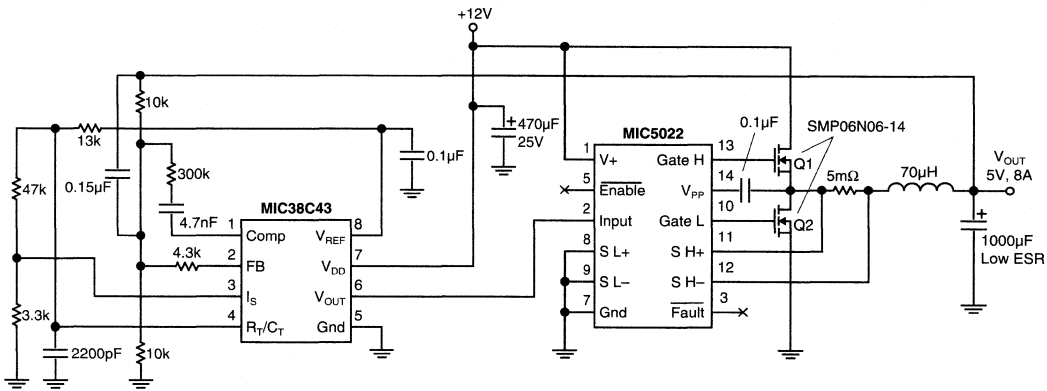 +12V
10k
13k
470µF
25V
0.1µF
47k
0.15µF
300k
4.7nF
4.3k
3.3k
2200pF
10k
MIC38C43
1 Comp
2 FB
3 IS
4 RT/CT
VREF 8
VDD 7
VOUT 6
Gnd 5
MIC5022
1 V+
5 Enable
2 Input
8 S L+
9 S L–
7 Gnd
Gate H 13
VPP 14
Gate L 10
S H+ 11
S H– 12
Fault 3
0.1µF
SMP06N06-14
Q1
Q2
5mΩ
70µH
VOUT
5V, 8A
1000µF
Low ESR